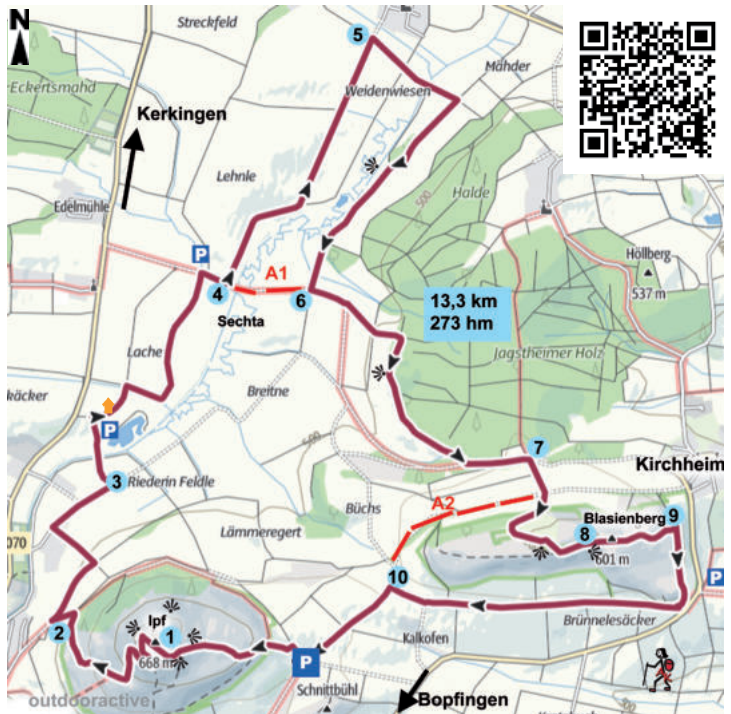 N
Streckfeld
5
Mähder
Eckertsmahd
Weidenwiesen
Kerkingen
500
Lehnle
Halde
Edelmühle
Höllberg
P
A1
537 m
4
6
13,3 km
273 hm
Sechta
Lache
Jagstheimer Holz
Breitne
P
7
3
Riederin Feldle
Kirchheim
Büchs
A2
Blasienberg
9
070
Lämmeregert
8
601 m
10
P
2
Ipf
1
Brünnelesäcker
Kalkofen
668 m
P
Schnittbühl
Bopfingen
outdooractive